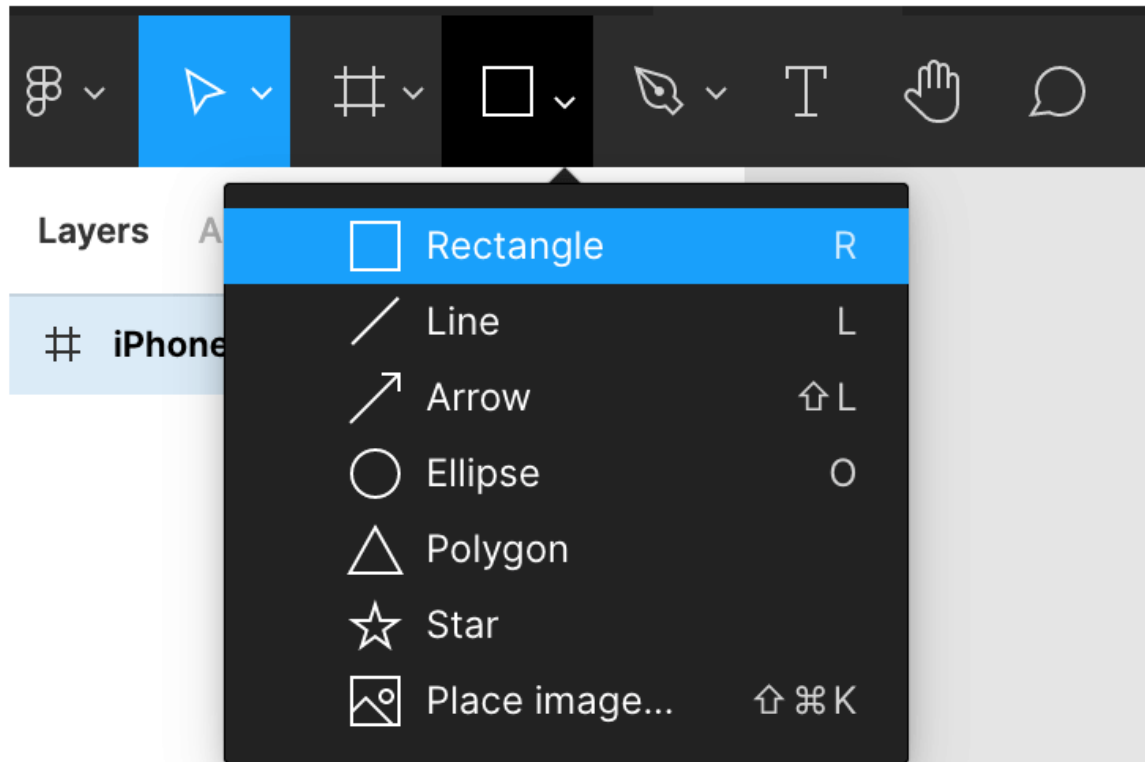 T
Layers A
Rectangle R
iPhone
Line L
Arrow ⇧L
Ellipse O
Polygon
Star
Place image... ⇧⌘K